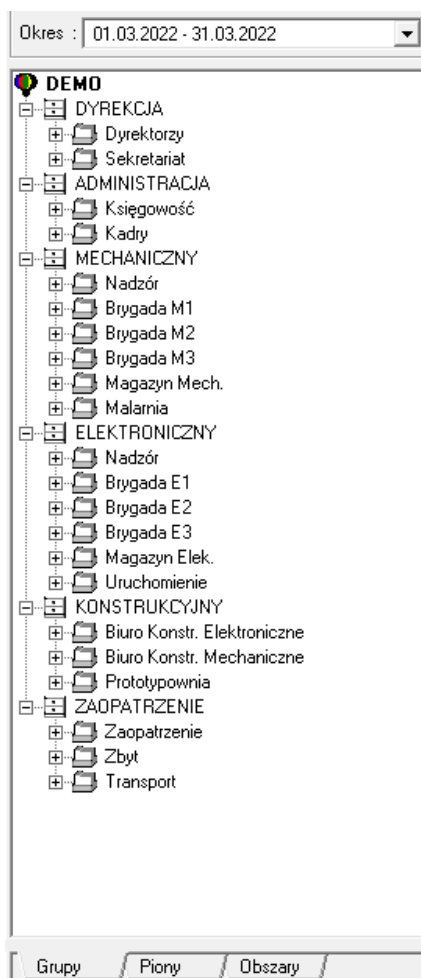 Okres : 01.03.2022 - 31.03.2022
DEMO
DYREKCJA
Dyrektorzy
Sekretariat
ADMINISTRACJA
Księgowość
Kadry
MECHANICZNY
Nadzór
Brygada M1
Brygada M2
Brygada M3
Magazyn Mech.
Malarnia
ELEKTRONICZNY
Nadzór
Brygada E1
Brygada E2
Brygada E3
Magazyn Elek.
Uruchomienie
KONSTRUKCYJNY
Biuro Konstr. Elektroniczne
Biuro Konstr. Mechaniczne
Prototypownia
ZAOPATRZENIE
Zaopatrzenie
Zbyt
Transport
Grupy Piony Obszary